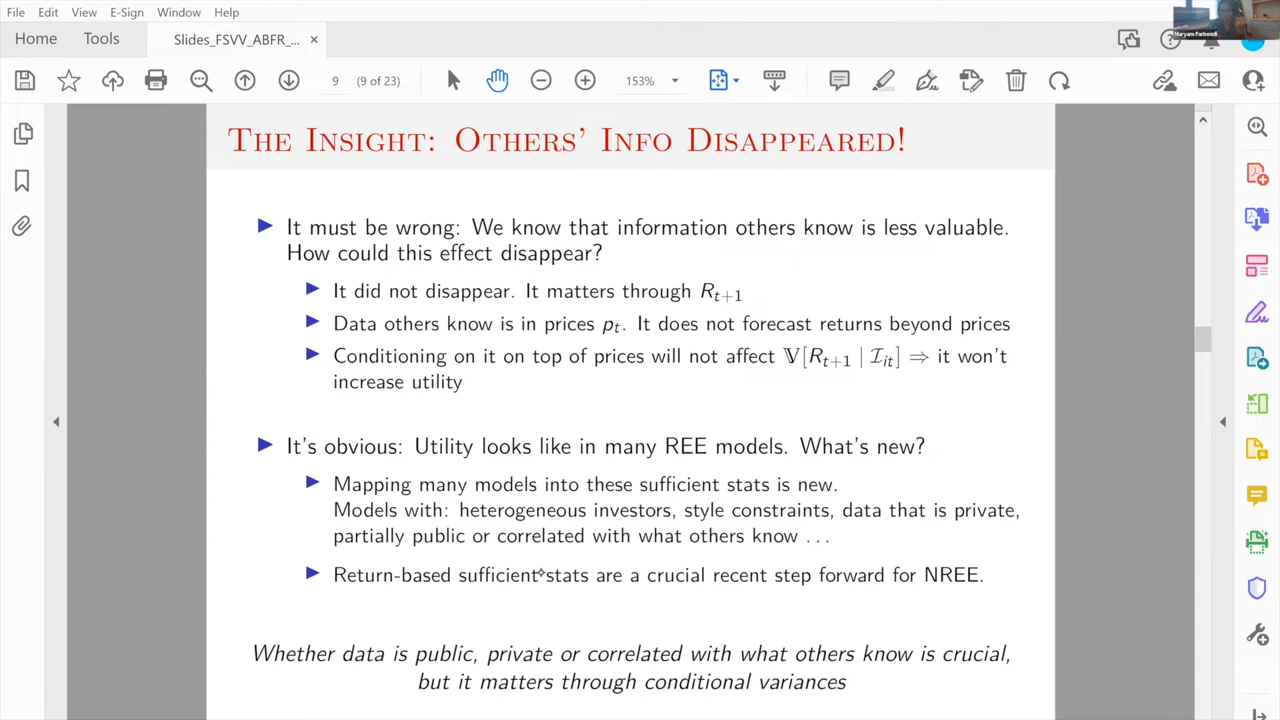 File Edit View E-Sign Window Help
Maryam Farboodi
Home Tools Slides_FSVV_ABFR_... ×
9 (9 of 23) 153%
The Insight: Others' Info Disappeared!
It must be wrong: We know that information others know is less valuable.
How could this effect disappear?
It did not disappear. It matters through R_{t+1}
Data others know is in prices p_t. It does not forecast returns beyond prices
Conditioning on it on top of prices will not affect 𝕍[R_{t+1} | ℐ_{it}] ⇒ it won't
increase utility
It's obvious: Utility looks like in many REE models. What's new?
Mapping many models into these sufficient stats is new.
Models with: heterogeneous investors, style constraints, data that is private,
partially public or correlated with what others know ...
Return-based sufficient stats are a crucial recent step forward for NREE.
Whether data is public, private or correlated with what others know is crucial,
but it matters through conditional variances